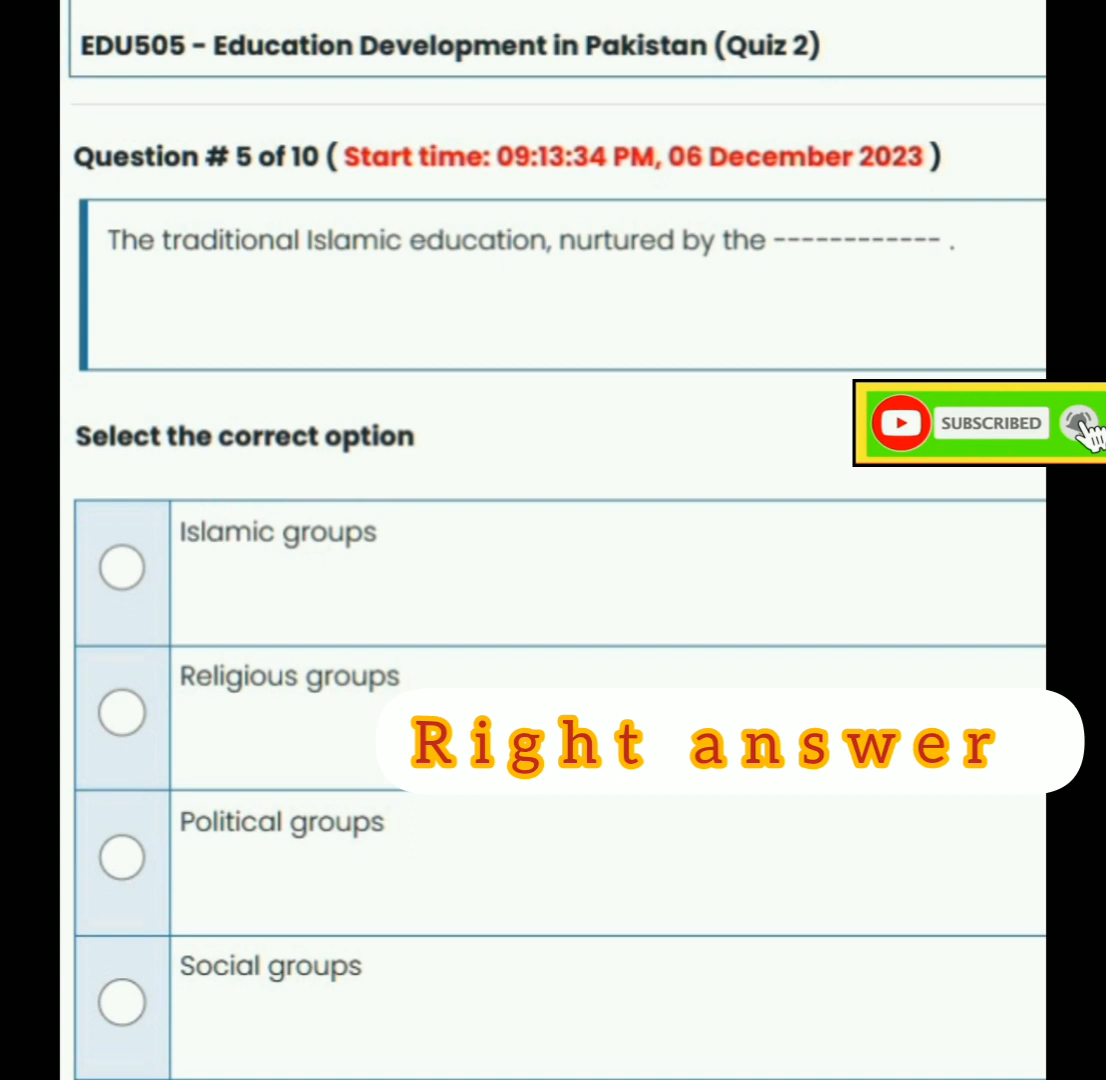 EDU505 - Education Development in Pakistan (Quiz 2)
Question # 5 of 10 ( Start time: 09:13:34 PM, 06 December 2023 )
The traditional Islamic education, nurtured by the ------------ .
SUBSCRIBED
Select the correct option
Islamic groups
Religious groups
Right answer
Political groups
Social groups